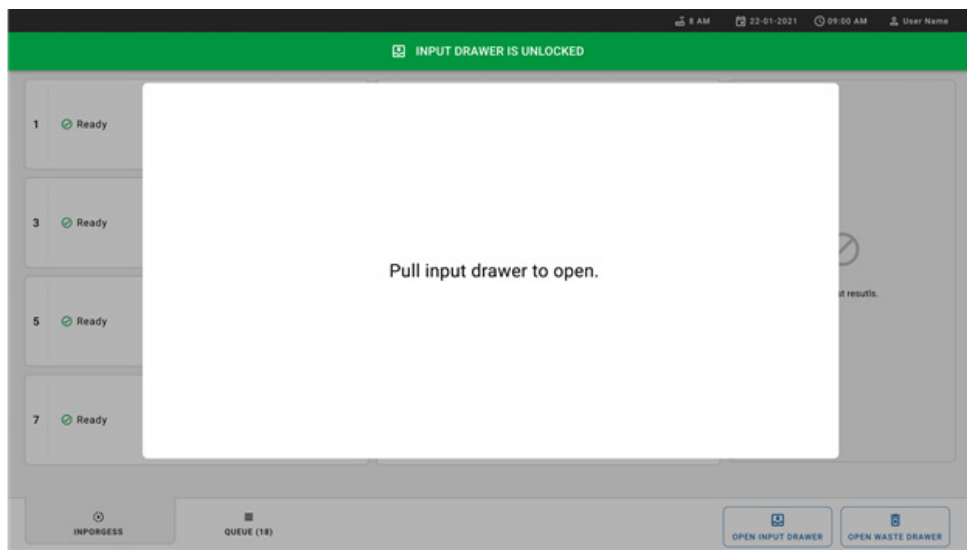 8 AM 22-01-2021 09:00 AM User Name
INPUT DRAWER IS UNLOCKED
1 Ready
3 Ready
Pull input drawer to open.
resutls.
5 Ready
7 Ready
INPORGESS QUEUE (18) OPEN INPUT DRAWER OPEN WASTE DRAWER